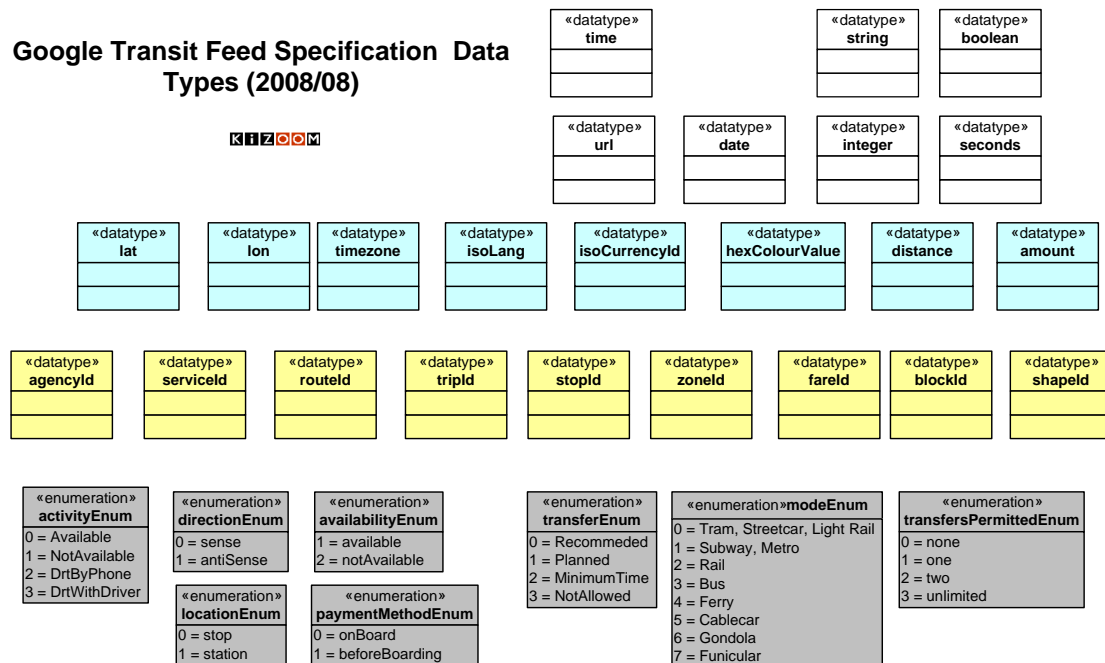 Google Transit Feed Specification Data
Types (2008/08)
KiZOOM
«datatype»
time
«datatype»
string
«datatype»
boolean
«datatype»
url
«datatype»
date
«datatype»
integer
«datatype»
seconds
«datatype»
lat
«datatype»
lon
«datatype»
timezone
«datatype»
isoLang
«datatype»
isoCurrencyId
«datatype»
hexColourValue
«datatype»
distance
«datatype»
amount
«datatype»
agencyId
«datatype»
serviceId
«datatype»
routeId
«datatype»
tripId
«datatype»
stopId
«datatype»
zoneId
«datatype»
fareId
«datatype»
blockId
«datatype»
shapeId
«enumeration»
activityEnum
0 = Available
1 = NotAvailable
2 = DrtByPhone
3 = DrtWithDriver
«enumeration»
directionEnum
0 = sense
1 = antiSense
«enumeration»
availabilityEnum
1 = available
2 = notAvailable
«enumeration»
locationEnum
0 = stop
1 = station
«enumeration»
paymentMethodEnum
0 = onBoard
1 = beforeBoarding
«enumeration»
transferEnum
0 = Recommeded
1 = Planned
2 = MinimumTime
3 = NotAllowed
«enumeration»modeEnum
0 = Tram, Streetcar, Light Rail
1 = Subway, Metro
2 = Rail
3 = Bus
4 = Ferry
5 = Cablecar
6 = Gondola
7 = Funicular
«enumeration»
transfersPermittedEnum
0 = none
1 = one
2 = two
3 = unlimited